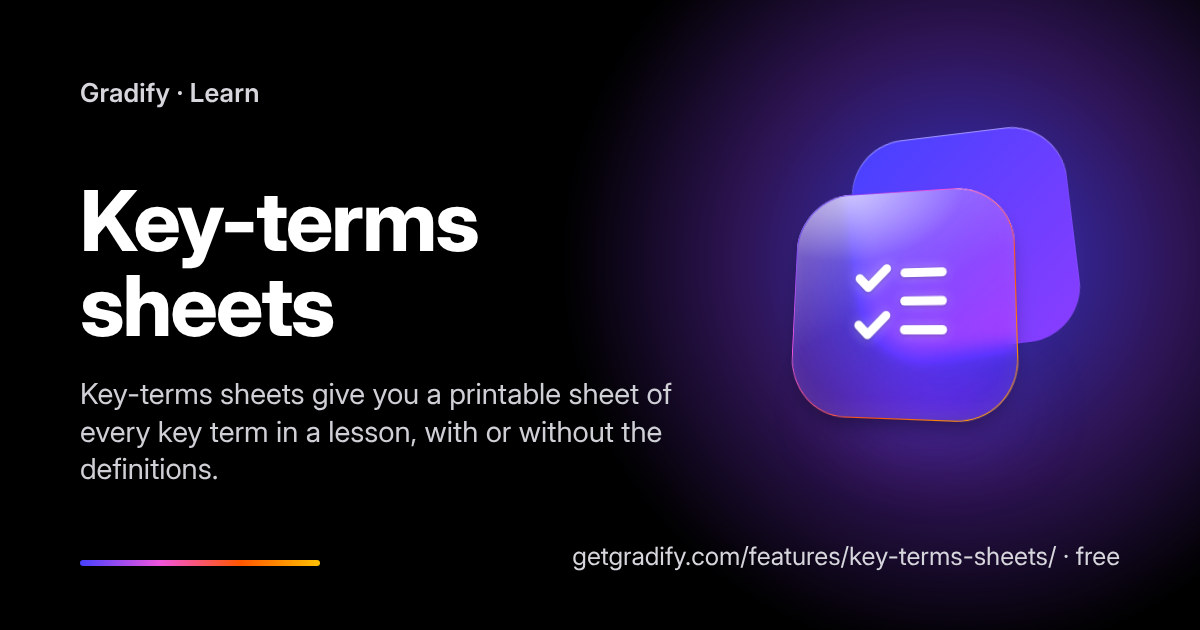 Gradify · Learn
Key-terms
sheets
Key-terms sheets give you a printable sheet of
every key term in a lesson, with or without the
definitions.
getgradify.com/features/key-terms-sheets/ · free